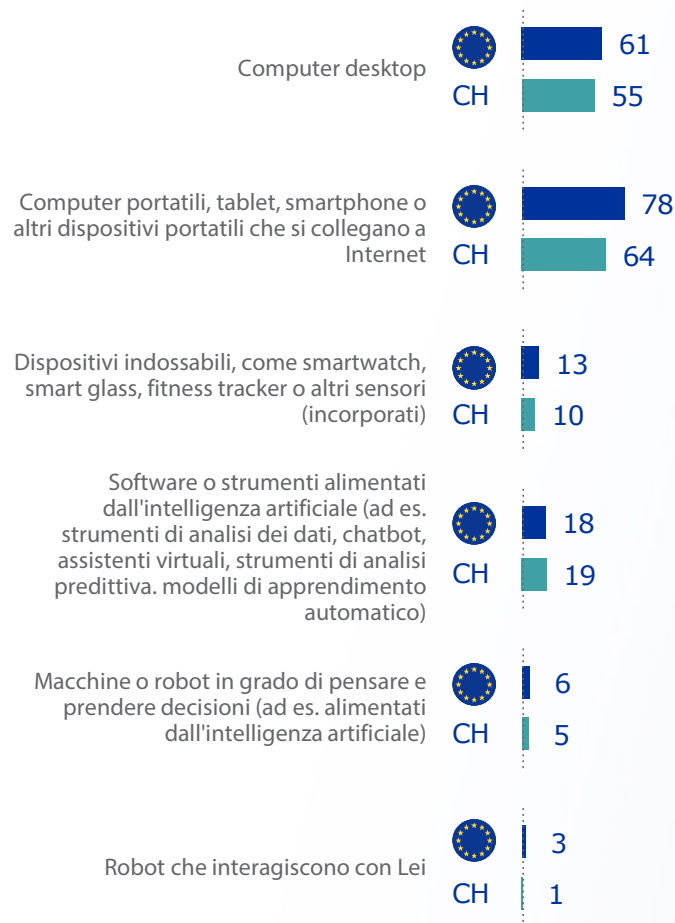 Computer desktop
61
CH
55
Computer portatili, tablet, smartphone o
altri dispositivi portatili che si collegano a
Internet
78
CH
64
Dispositivi indossabili, come smartwatch,
smart glass, fitness tracker o altri sensori
(incorporati)
13
CH
10
Software o strumenti alimentati
dall'intelligenza artificiale (ad es.
strumenti di analisi dei dati, chatbot,
assistenti virtuali, strumenti di analisi
predittiva. modelli di apprendimento
automatico)
18
CH
19
Macchine o robot in grado di pensare e
prendere decisioni (ad es. alimentati
dall'intelligenza artificiale)
6
CH
5
Robot che interagiscono con Lei
3
CH
1